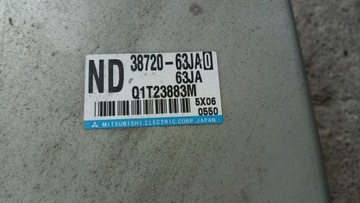 ND 38720-63JA0
63JA
Q1T23883M
5X06
0550
MITSUBISHI ELECTRIC CORP. JAPAN